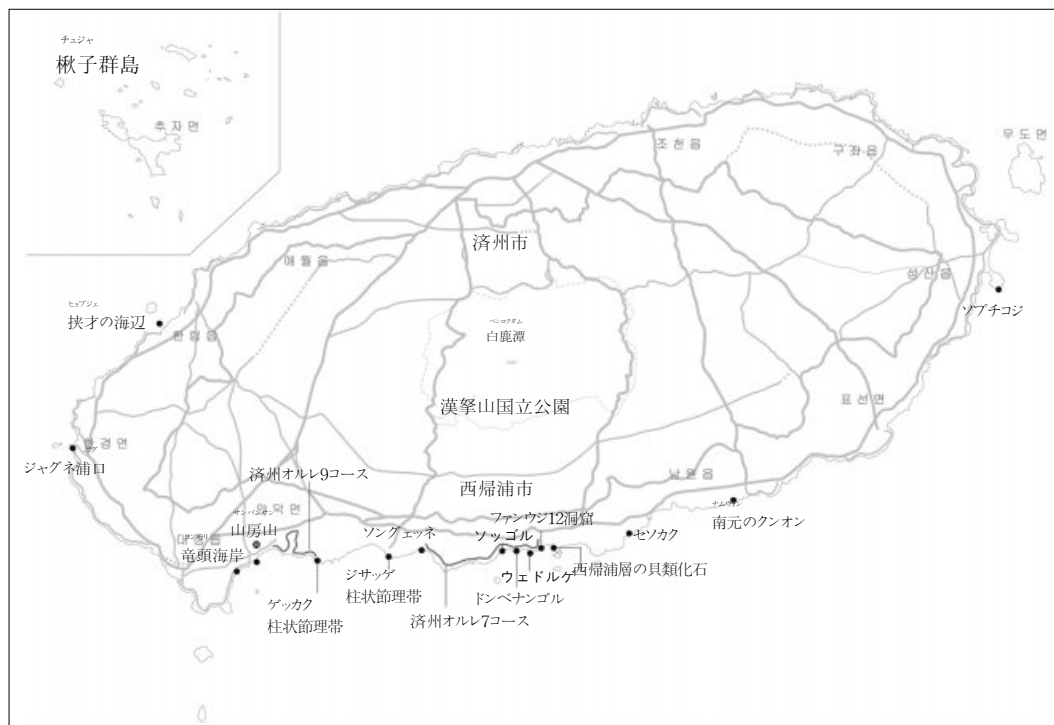 チュジャ
楸子群島
추자면
우도면
조천읍
구좌읍
済州市
애월읍
성산읍
ソプチコジ
ヒョプジェ
挟才の海辺
한림읍
ペンロクダム
白鹿潭
漢拏山国立公園
표선면
한경면
ジャグネ浦口
済州オルレ9コース
西帰浦市
남원읍
ナムウォン
南元のクンオン
안덕면
サンバンサン
山房山
ソングェッネ
ファンウジ12洞窟
ソッゴル
セソカク
竜頭海岸
ジサッゲ
柱状節理帯
ウェドルゲ
西帰浦層の貝類化石
ドンベナンゴル
ゲッカク
柱状節理帯
済州オルレ7コース